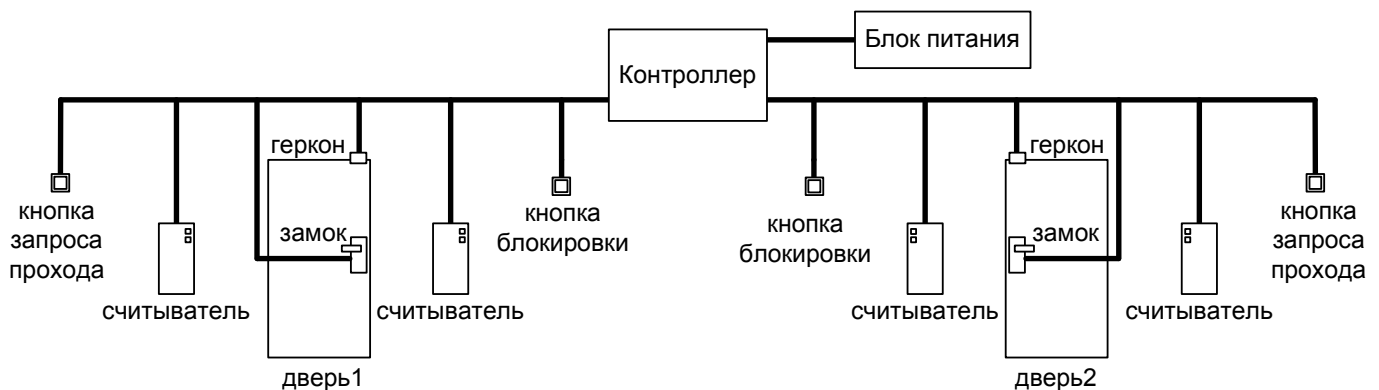 Блок питания
Контроллер
геркон
геркон
кнопка
запроса
прохода
замок
кнопка
блокировки
кнопка
блокировки
замок
кнопка
запроса
прохода
считыватель
считыватель
считыватель
считыватель
дверь1
дверь2